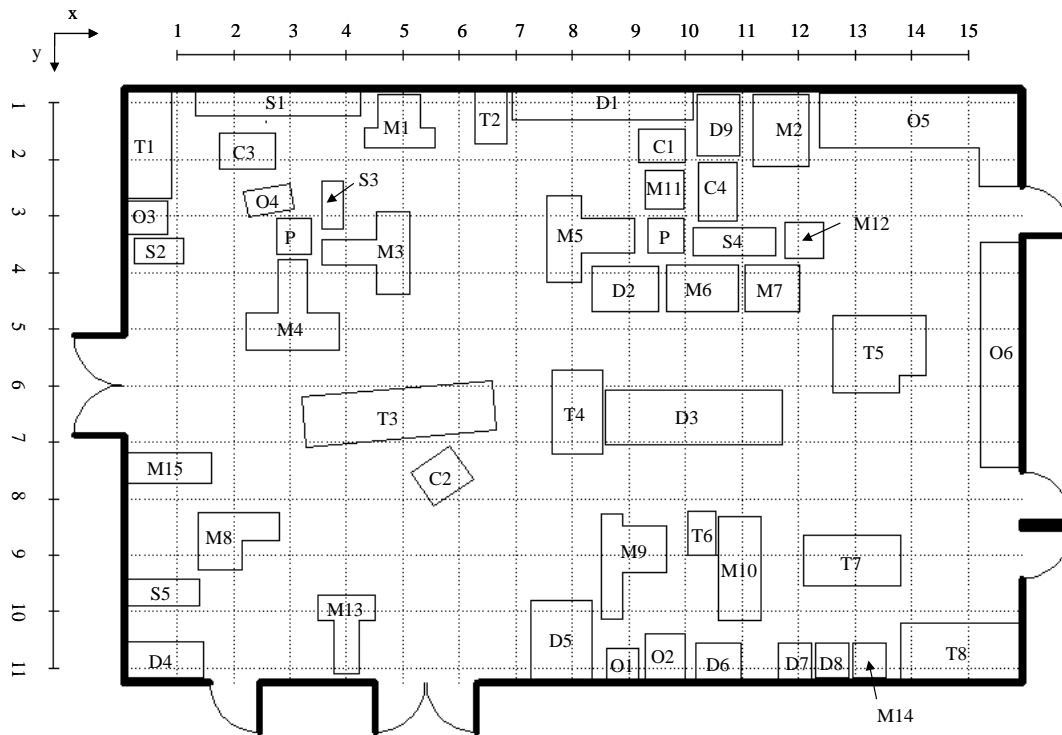 x
y
1 2 3 4 5 6 7 8 9 10 11 12 13 14 15
1
2
3
4
5
6
7
8
9
10
11
S1 D1
T1 M1 T2 D9 M2 O5
C3 C1
S3 M11 C4
O4
O3 P M5 P S4 M12
S2 M3
D2 M6 M7
M4 T5 O6
T3 T4 D3
M15 C2
M8 T6
M9 M10 T7
S5 M13
D4 D5 O1 O2 D6 D7 D8 T8
M14